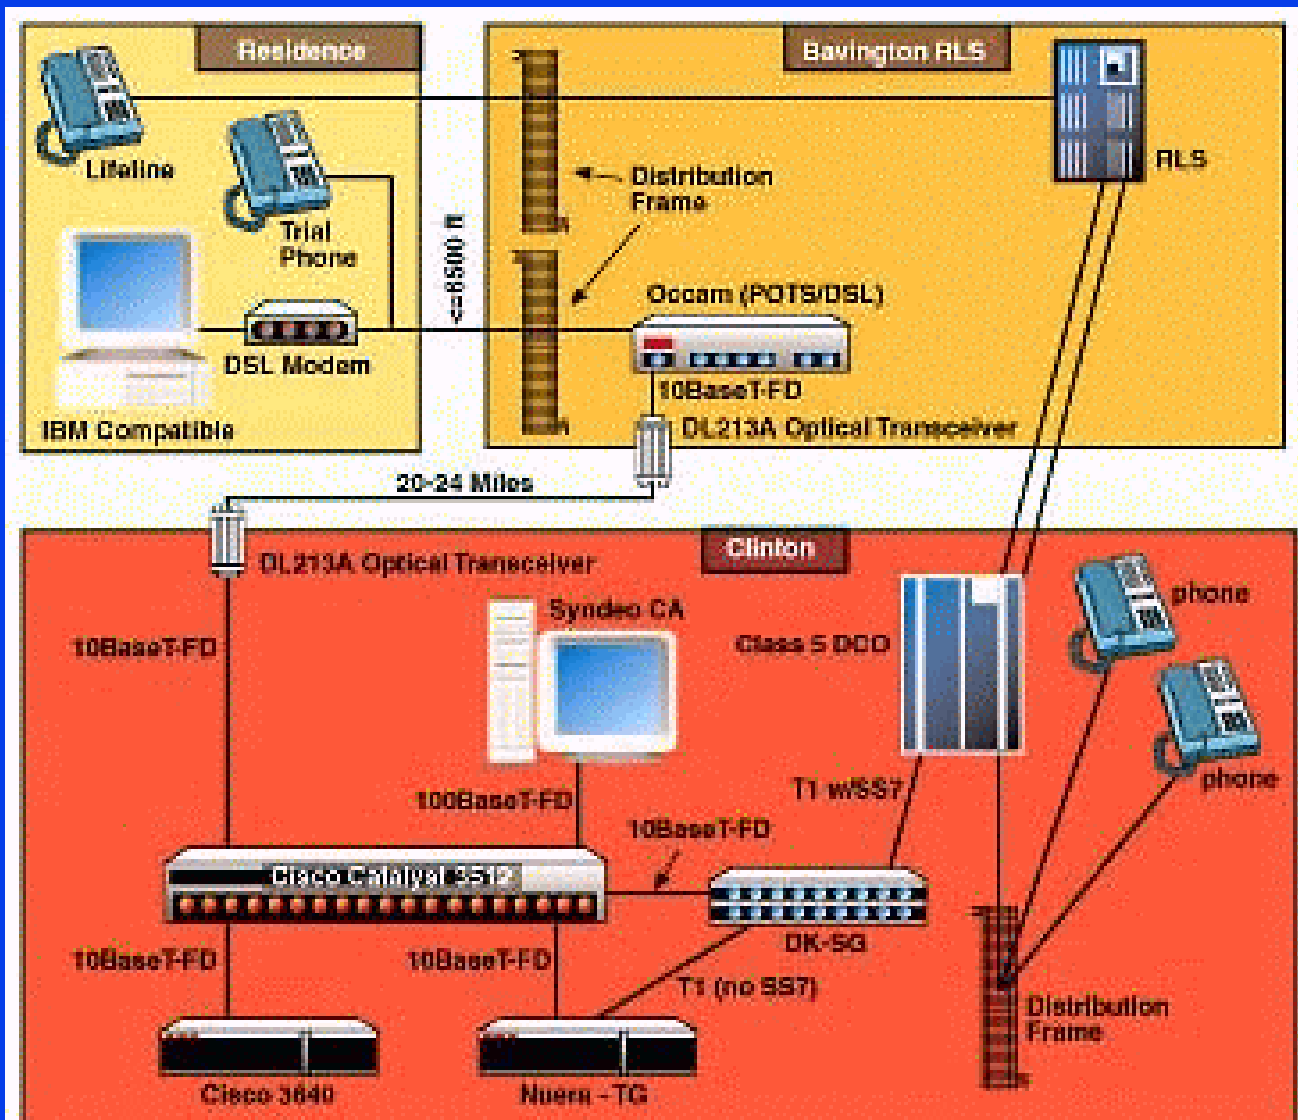 Residence
Bavington RLS
Lifeline
Trial
Phone
DSL Modem
IBM Compatible
<=6500 ft
Distribution
Frame
RLS
Occam (POTS/DSL)
10BaseT-FD
DL213A Optical Transceiver
20-24 Miles
Clinton
DL213A Optical Transceiver
10BaseT-FD
Syndeo CA
Class 5 DCO
phone
phone
100BaseT-FD
T1 w/SS7
10BaseT-FD
Cisco Catalyst 3512
DK-SG
10BaseT-FD
10BaseT-FD
T1 (no SS7)
Distribution
Frame
Cisco 3640
Nuera - TG